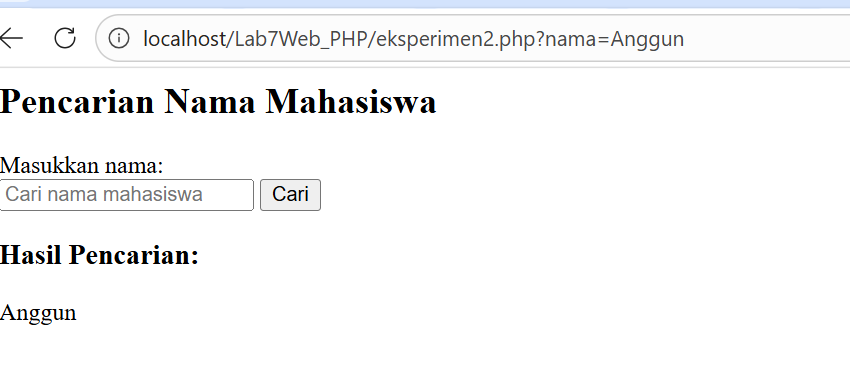 localhost/Lab7Web_PHP/eksperimen2.php?nama=Anggun
Pencarian Nama Mahasiswa
Masukkan nama:
Cari nama mahasiswa Cari
Hasil Pencarian:
Anggun